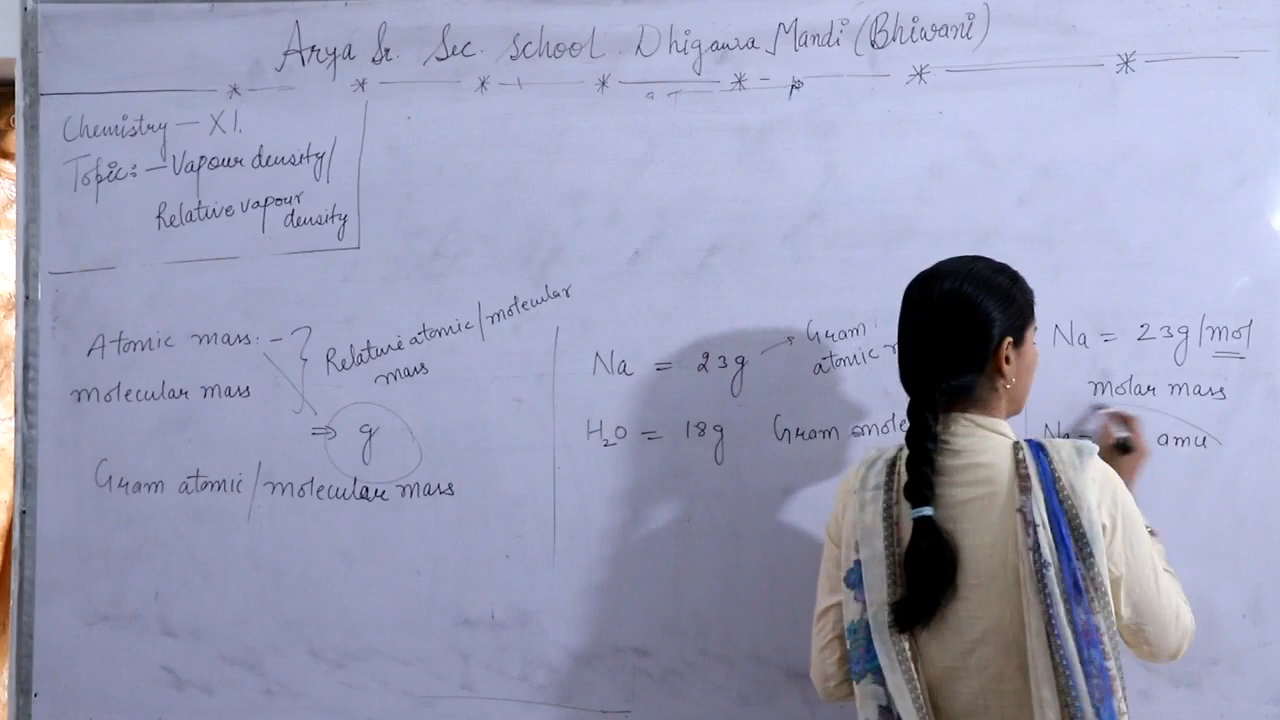 Arya Sr. Sec. School Dhigawa Mandi (Bhiwani)
Chemistry — XI.
Topic: — Vapour density/
Relative vapour
density
Atomic mass: -
molecular mass
Relative atomic/molecular
mass
⇒ g
Gram atomic/molecular mass
Na = 23g → Gram
atomic
H₂O = 18g Gram mole
Na = 23g/mol
molar mass
Na = amu